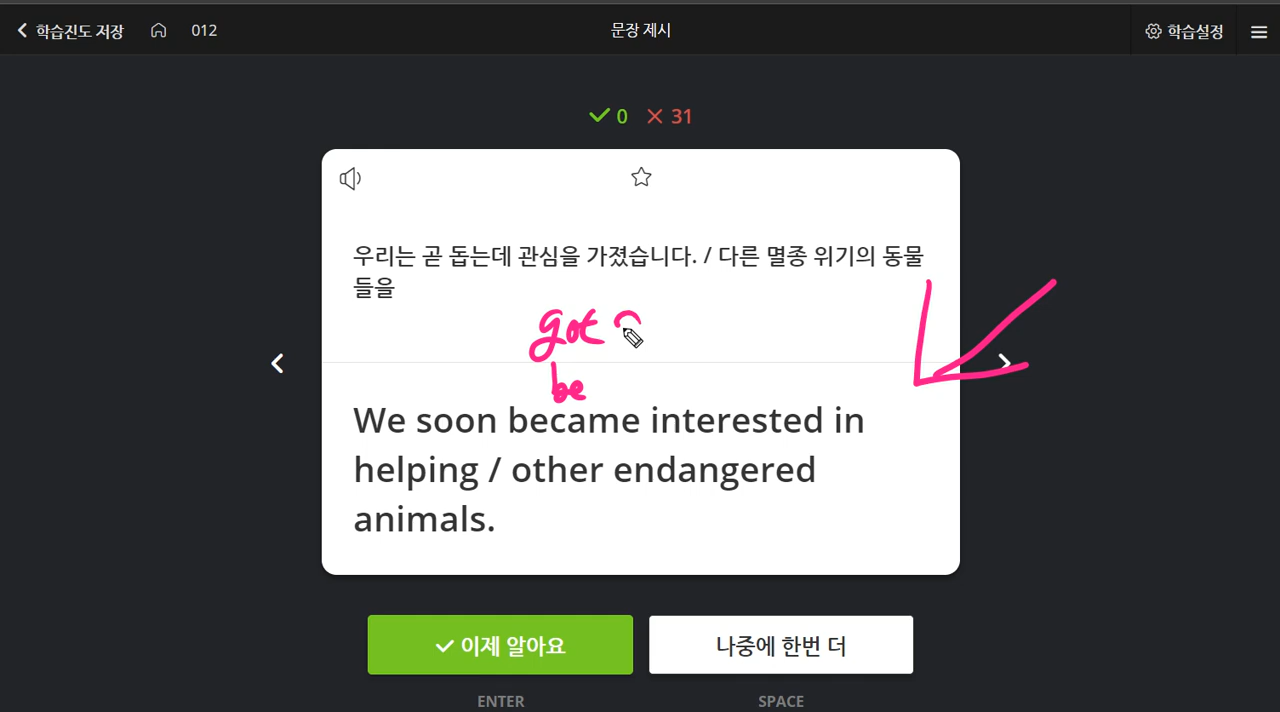 학습진도 저장 012 문장 제시 학습설정
0 31
우리는 곧 돕는데 관심을 가졌습니다. / 다른 멸종 위기의 동물
들을
got
be
We soon became interested in
helping / other endangered
animals.
이제 알아요 나중에 한번 더
ENTER SPACE